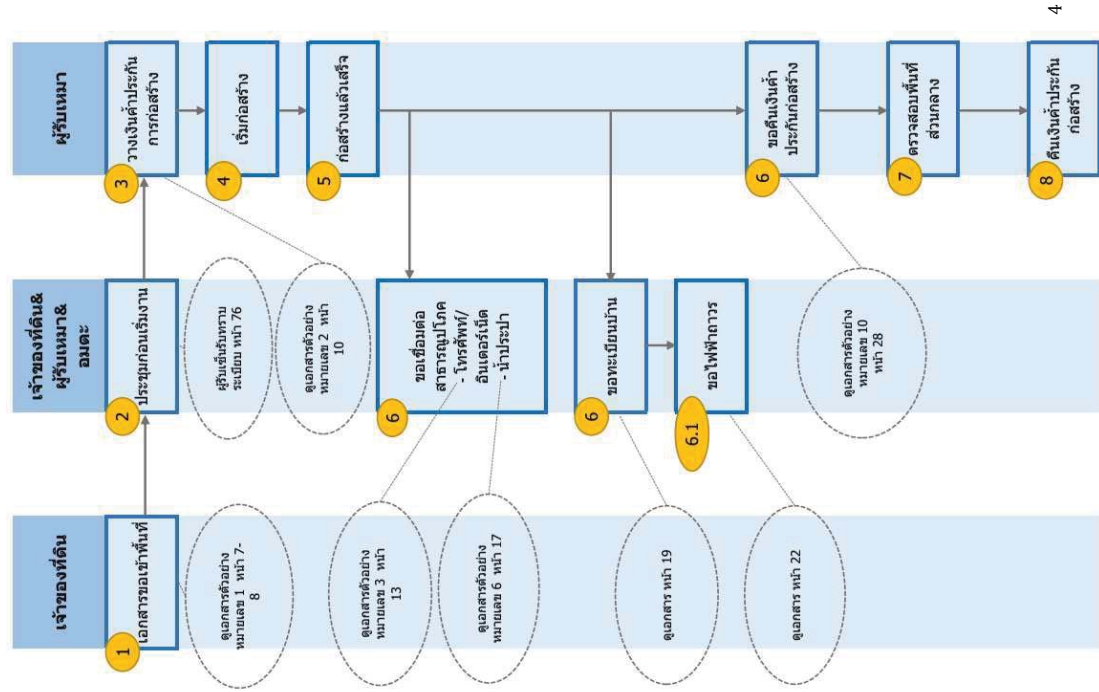 เจ้าของที่ดิน
เจ้าของที่ดิน&
ผู้รับเหมา&
อมตะ
ผู้รับเหมา
1
เอกสารขอเข้าพื้นที่
2
ประชุมก่อนเริ่มงาน
3
วางเงินค้ำประกัน
การก่อสร้าง
ดูเอกสารตัวอย่าง
หมายเลข 1 หน้า 7-
8
ผู้รับเซ็นรับทราบ
ระเบียบ หน้า 76
4
เริ่มก่อสร้าง
ดูเอกสารตัวอย่าง
หมายเลข 2 หน้า
10
5
ก่อสร้างแล้วเสร็จ
ดูเอกสารตัวอย่าง
หมายเลข 3 หน้า
13
6
ขอเชื่อมต่อ
สาธารณูปโภค
- โทรศัพท์/
อินเตอร์เน็ต
- น้ำประปา
ดูเอกสารตัวอย่าง
หมายเลข 6 หน้า 17
ดูเอกสาร หน้า 19
6
ขอทะเบียนบ้าน
ดูเอกสาร หน้า 22
6.1
ขอไฟฟ้าถาวร
6
ขอคืนเงินค้ำ
ประกันก่อสร้าง
ดูเอกสารตัวอย่าง
หมายเลข 10
หน้า 28
7
ตรวจสอบพื้นที่
ส่วนกลาง
8
คืนเงินค้ำประกัน
ก่อสร้าง
4